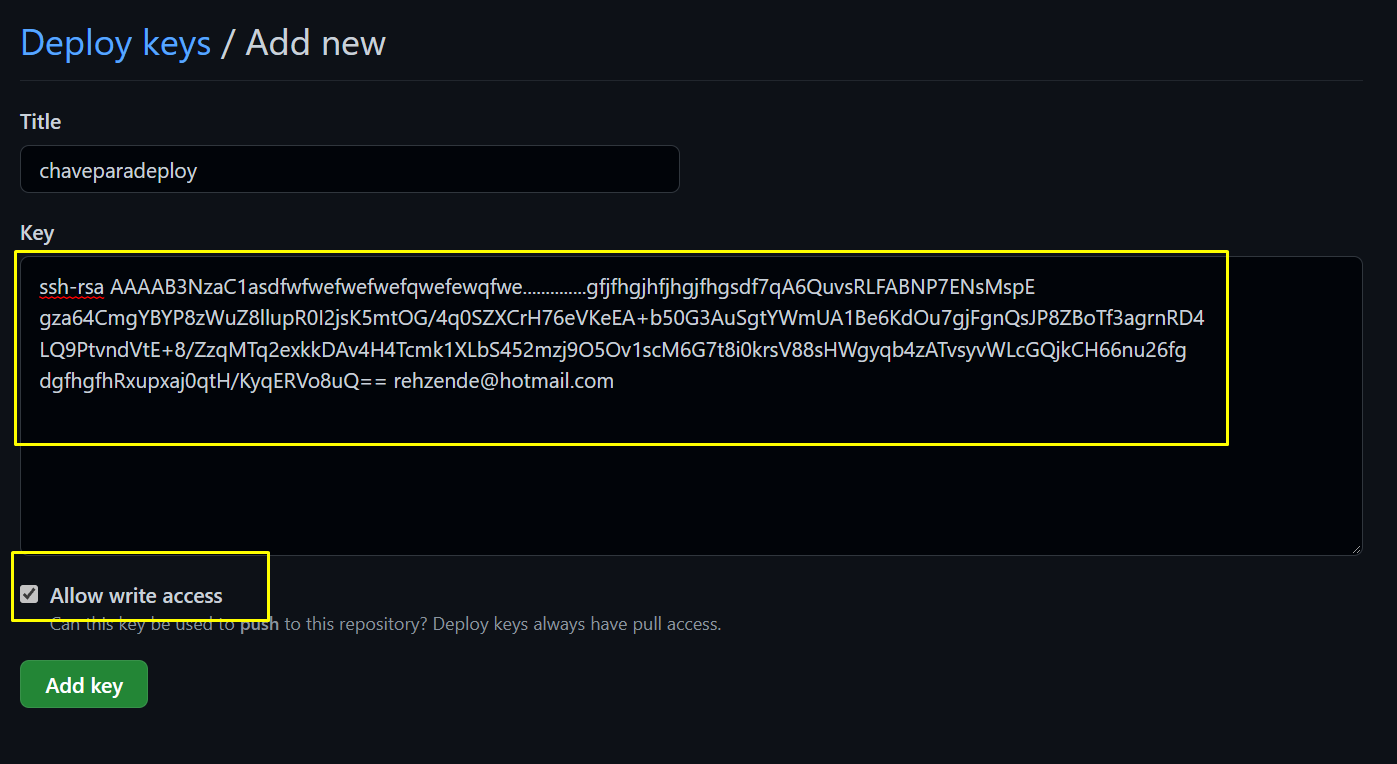 Deploy keys / Add new
Title
chaveparadeploy
Key
ssh-rsa AAAAB3NzaC1asdfwfwefwefwefqwefewqfwe..............gfjfhgjhfjhgjfhgsdf7qA6QuvsRLFABNP7ENsMspE
gza64CmgYBYP8zWuZ8llupR0I2jsK5mtOG/4q0SZXCrH76eVKeEA+b50G3AuSgtYWmUA1Be6KdOu7gjFgnQsJP8ZBoTf3agrnRD4
LQ9PtvndVtE+8/ZzqMTq2exkkDAv4H4Tcmk1XLbS452mzj9O5Ov1scM6G7t8i0krsV88sHWgyqb4zATvsyvWLcGQjkCH66nu26fg
dgfhgfhRxupxaj0qtH/KyqERVo8uQ== rehzende@hotmail.com
Allow write access
Can this key be used to push to this repository? Deploy keys always have pull access.
Add key